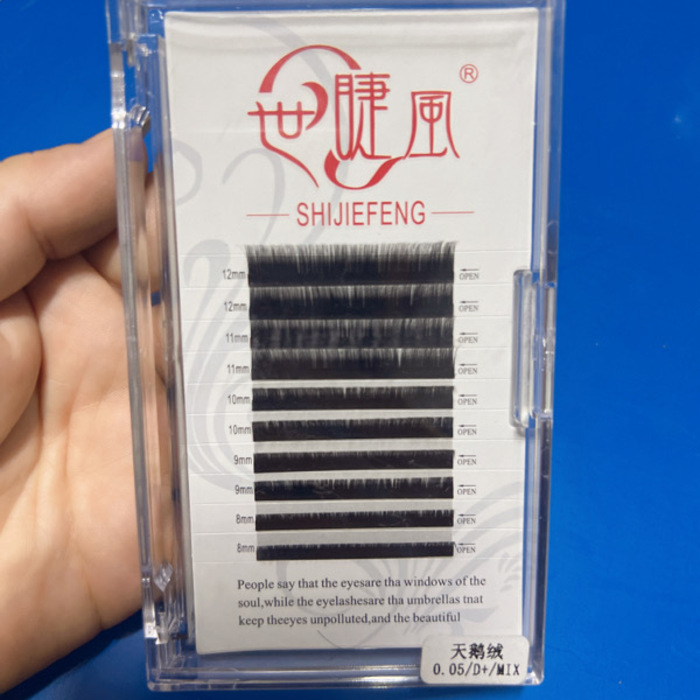 世睫風®
SHIJIEFENG
12mm OPEN
12mm OPEN
11mm OPEN
11mm OPEN
10mm OPEN
10mm OPEN
9mm OPEN
9mm OPEN
8mm OPEN
8mm OPEN
People say that the eyesare tha windows of the
soul,while the eyelashesare tha umbrellas tnat
keep theeyes unpolluted,and the beautiful
天鹅绒
0.05/D+/MIX